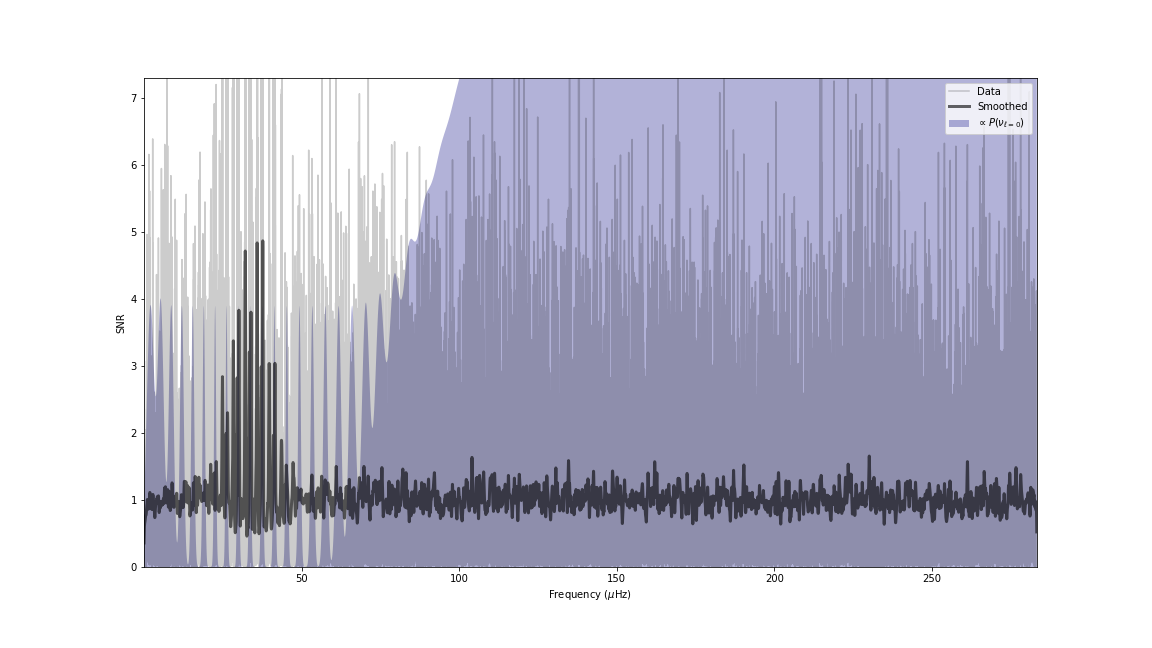 7
6
5
4
3
2
1
0
SNR
50
100
150
200
250
Frequency (μHz)
Data
Smoothed
∝ P(νℓ=0)